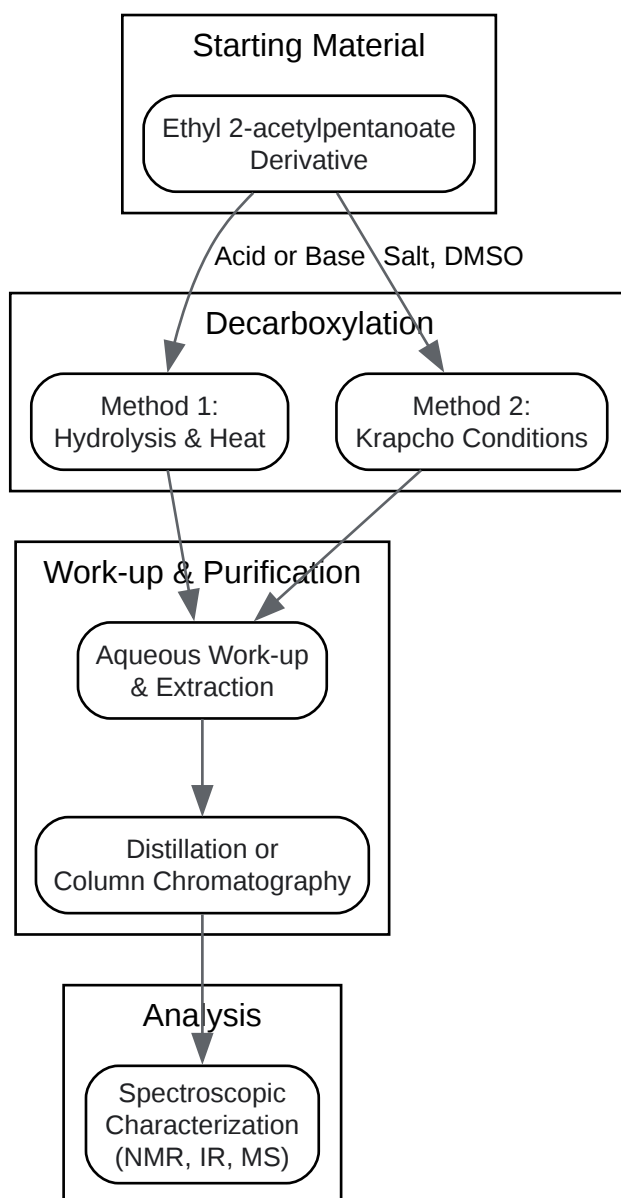 Starting Material
Ethyl 2-acetylpentanoate
Derivative
Acid or Base
Salt, DMSO
Decarboxylation
Method 1:
Hydrolysis & Heat
Method 2:
Krapcho Conditions
Work-up & Purification
Aqueous Work-up
& Extraction
Distillation or
Column Chromatography
Analysis
Spectroscopic
Characterization
(NMR, IR, MS)